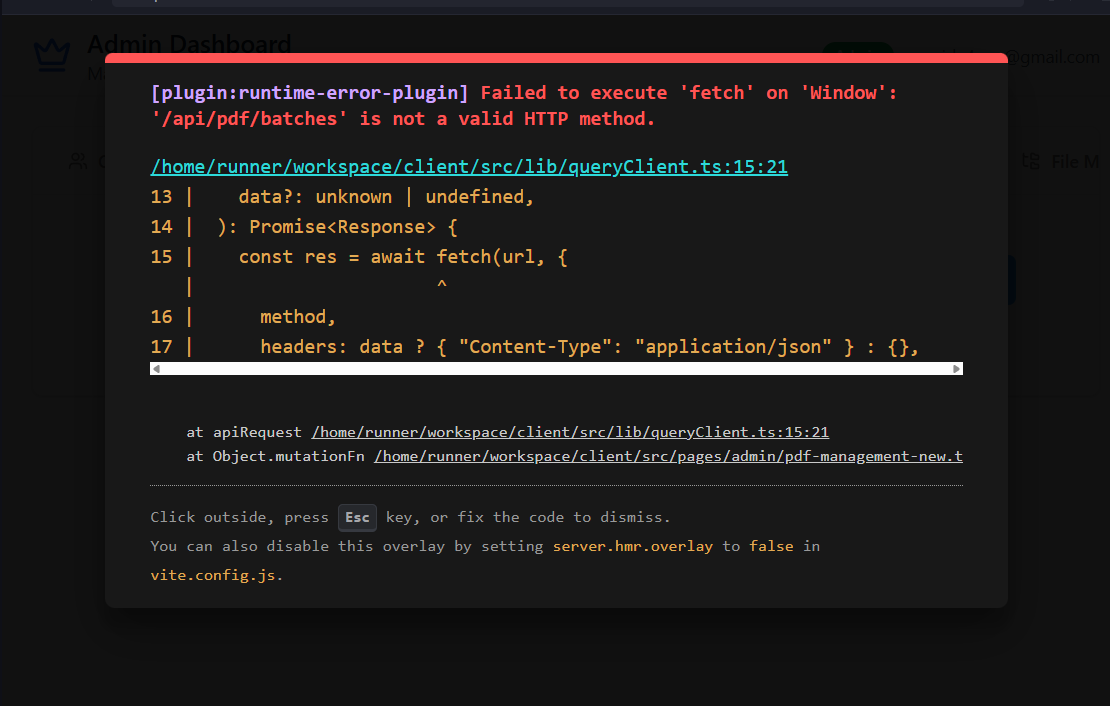 Admin Dashboard
@gmail.com
File M
[plugin:runtime-error-plugin] Failed to execute 'fetch' on 'Window':
'/api/pdf/batches' is not a valid HTTP method.
/home/runner/workspace/client/src/lib/queryClient.ts:15:21
13 |    data?: unknown | undefined,
14 |  ): Promise<Response> {
15 |    const res = await fetch(url, {
|                      ^
16 |      method,
17 |      headers: data ? { "Content-Type": "application/json" } : {},
at apiRequest /home/runner/workspace/client/src/lib/queryClient.ts:15:21
at Object.mutationFn /home/runner/workspace/client/src/pages/admin/pdf-management-new.t
Click outside, press Esc key, or fix the code to dismiss.
You can also disable this overlay by setting server.hmr.overlay to false in
vite.config.js.